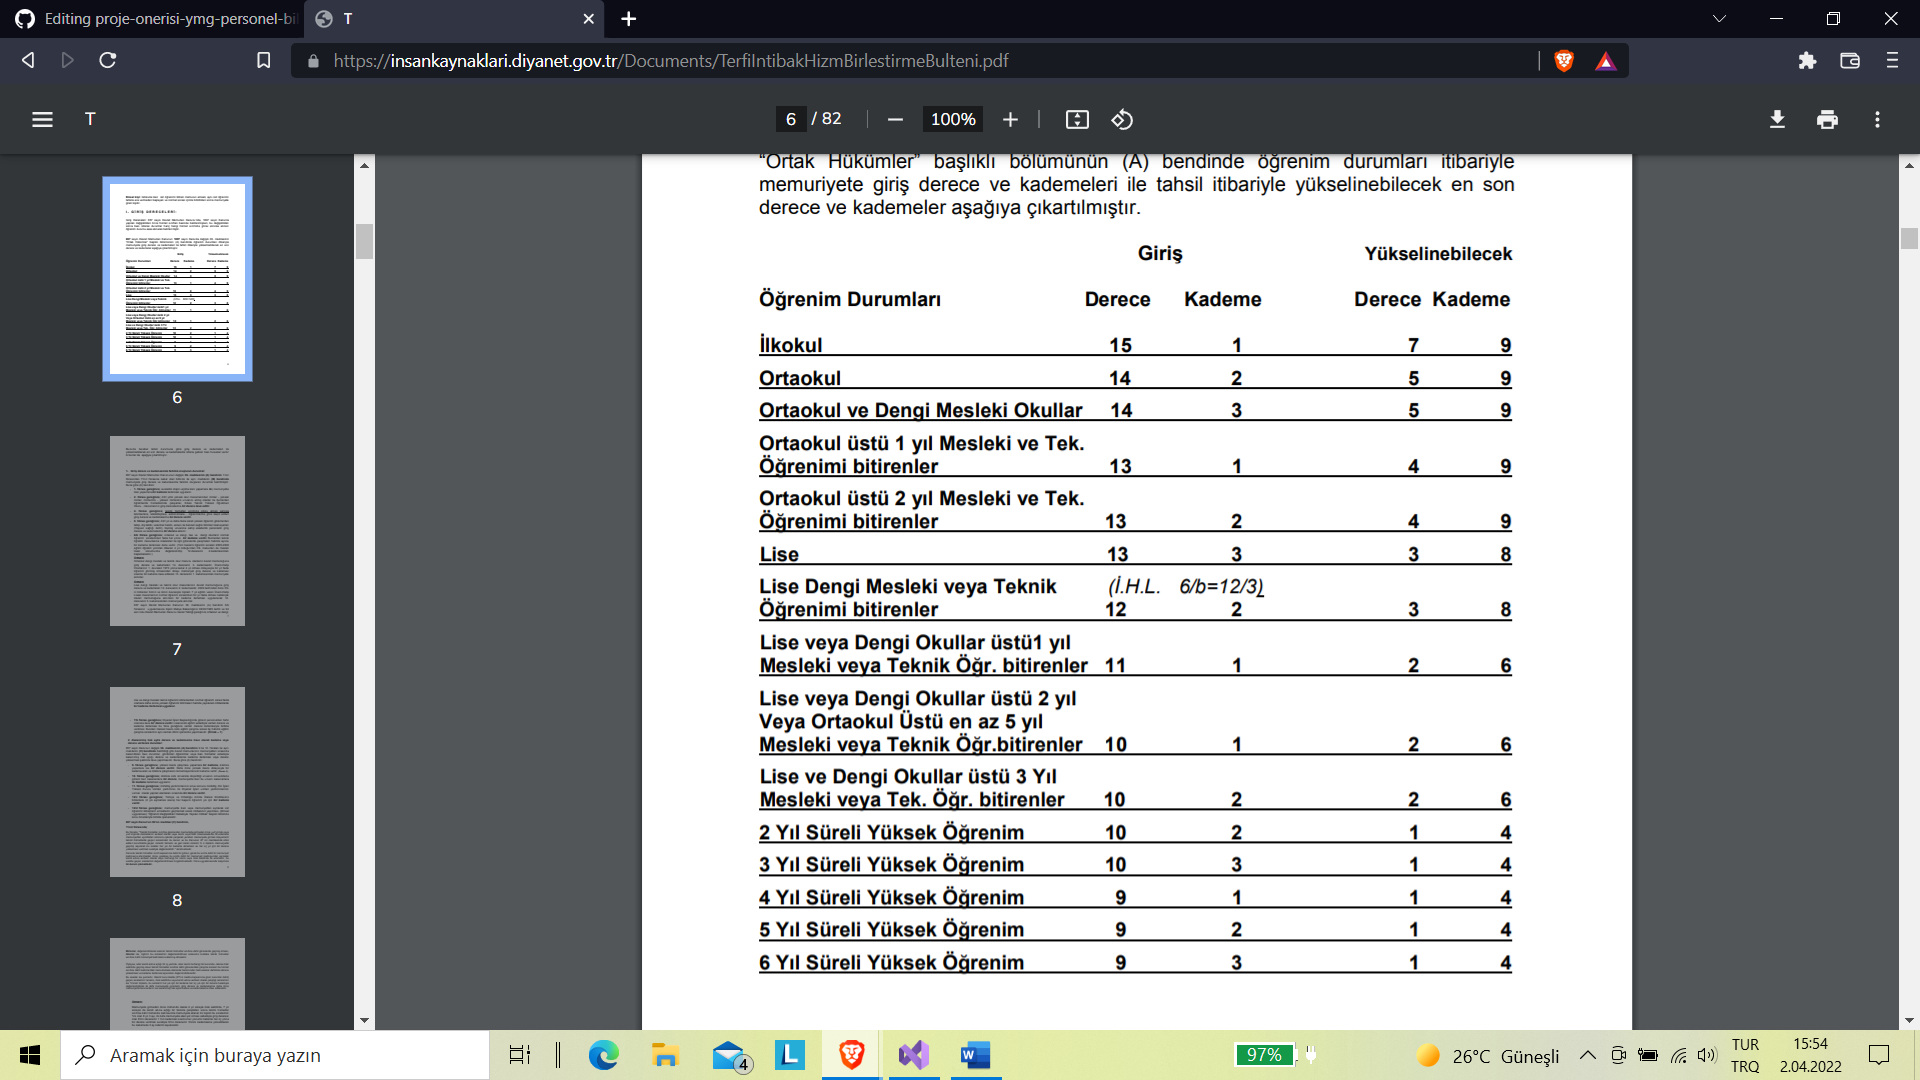 Editing proje-onerisi-ymg-personel-bil
T
https://insankaynaklari.diyanet.gov.tr/Documents/TerfiIntibakHizmBirlestirmeBulteni.pdf
T
6 / 82
100%
6
7
8
“Ortak Hükümler” başlıklı bölümünün (A) bendinde öğrenim durumları itibariyle
memuriyete giriş derece ve kademeleri ile tahsil itibariyle yükselinebilecek en son
derece ve kademeler aşağıya çıkartılmıştır.
Giriş Yükselinebilecek
Öğrenim Durumları Derece Kademe Derece Kademe
İlkokul 15 1 7 9
Ortaokul 14 2 5 9
Ortaokul ve Dengi Mesleki Okullar 14 3 5 9
Ortaokul üstü 1 yıl Mesleki ve Tek.
Öğrenimi bitirenler 13 1 4 9
Ortaokul üstü 2 yıl Mesleki ve Tek.
Öğrenimi bitirenler 13 2 4 9
Lise 13 3 3 8
Lise Dengi Mesleki veya Teknik (İ.H.L. 6/b=12/3)
Öğrenimi bitirenler 12 2 3 8
Lise veya Dengi Okullar üstü1 yıl
Mesleki veya Teknik Öğr. bitirenler 11 1 2 6
Lise veya Dengi Okullar üstü 2 yıl
Veya Ortaokul Üstü en az 5 yıl
Mesleki veya Teknik Öğr.bitirenler 10 1 2 6
Lise ve Dengi Okullar üstü 3 Yıl
Mesleki veya Tek. Öğr. bitirenler 10 2 2 6
2 Yıl Süreli Yüksek Öğrenim 10 2 1 4
3 Yıl Süreli Yüksek Öğrenim 10 3 1 4
4 Yıl Süreli Yüksek Öğrenim 9 1 1 4
5 Yıl Süreli Yüksek Öğrenim 9 2 1 4
6 Yıl Süreli Yüksek Öğrenim 9 3 1 4
Aramak için buraya yazın
4
L
W
97%
26°C Güneşli
TUR
TRQ
15:54
2.04.2022